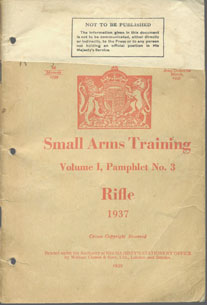 NOT TO BE PUBLISHED
The information given in this document
is not to be communicated, either directly
or indirectly, to the Press or to any person
not holding an official position in His
Majesty's Service.
Small Arms Training
Volume I, Pamphlet No. 3
Rifle
1937
Crown Copyright Reserved